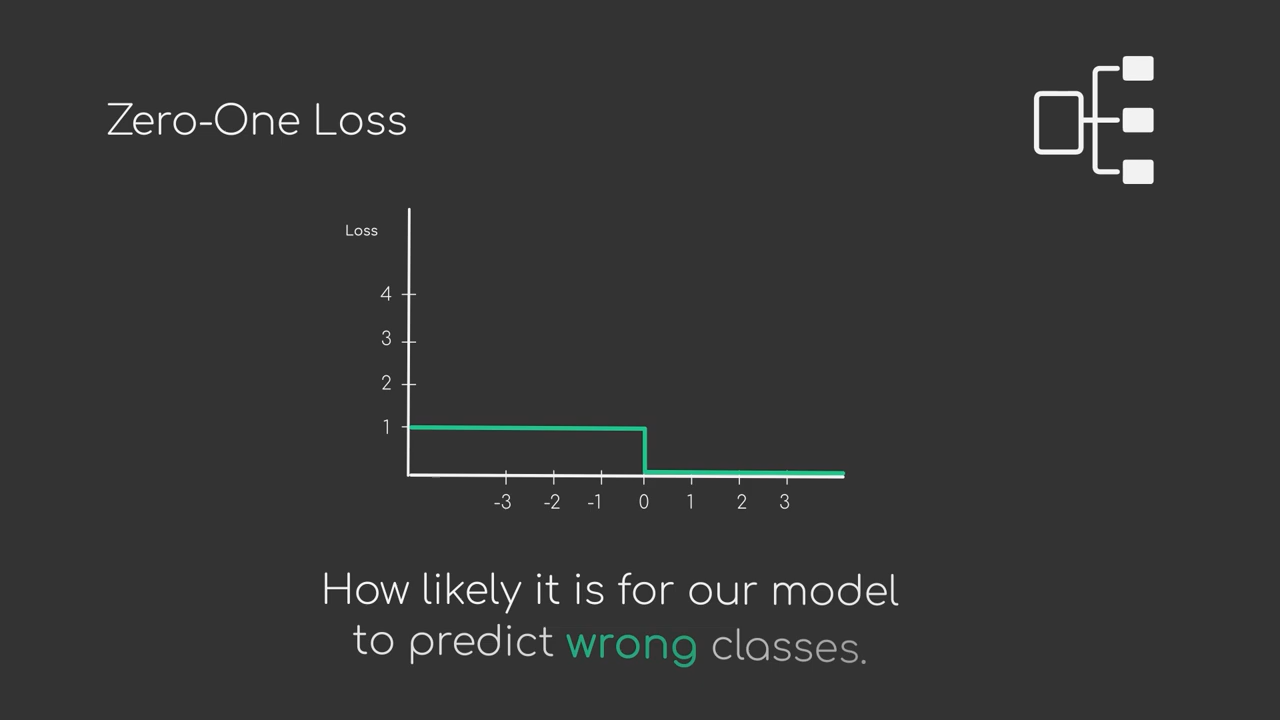 Zero-One Loss
Loss
4
3
2
1
-3 -2 -1 0 1 2 3
How likely it is for our model
to predict wrong classes.